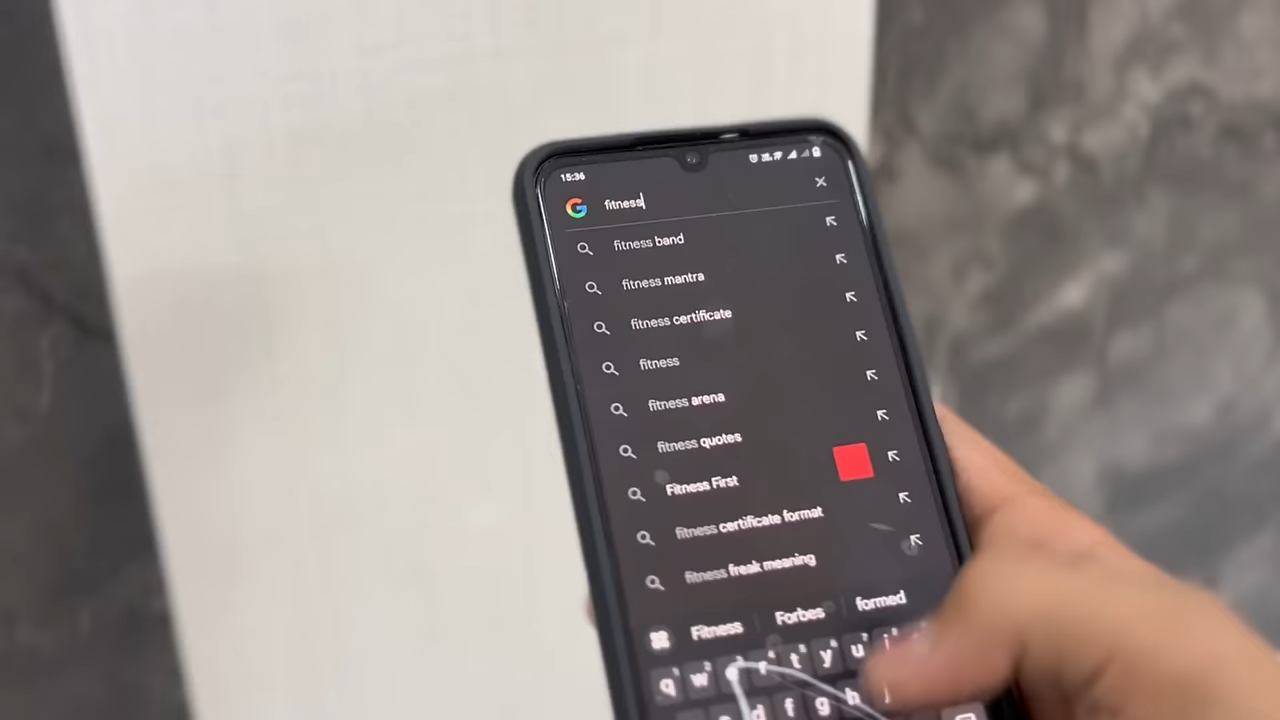 15:36
fitness
fitness band
fitness mantra
fitness certificate
fitness
fitness arena
fitness quotes
Fitness First
fitness certificate format
fitness freak meaning
Fitness Forbes formed
q w r t y u i
d f g h